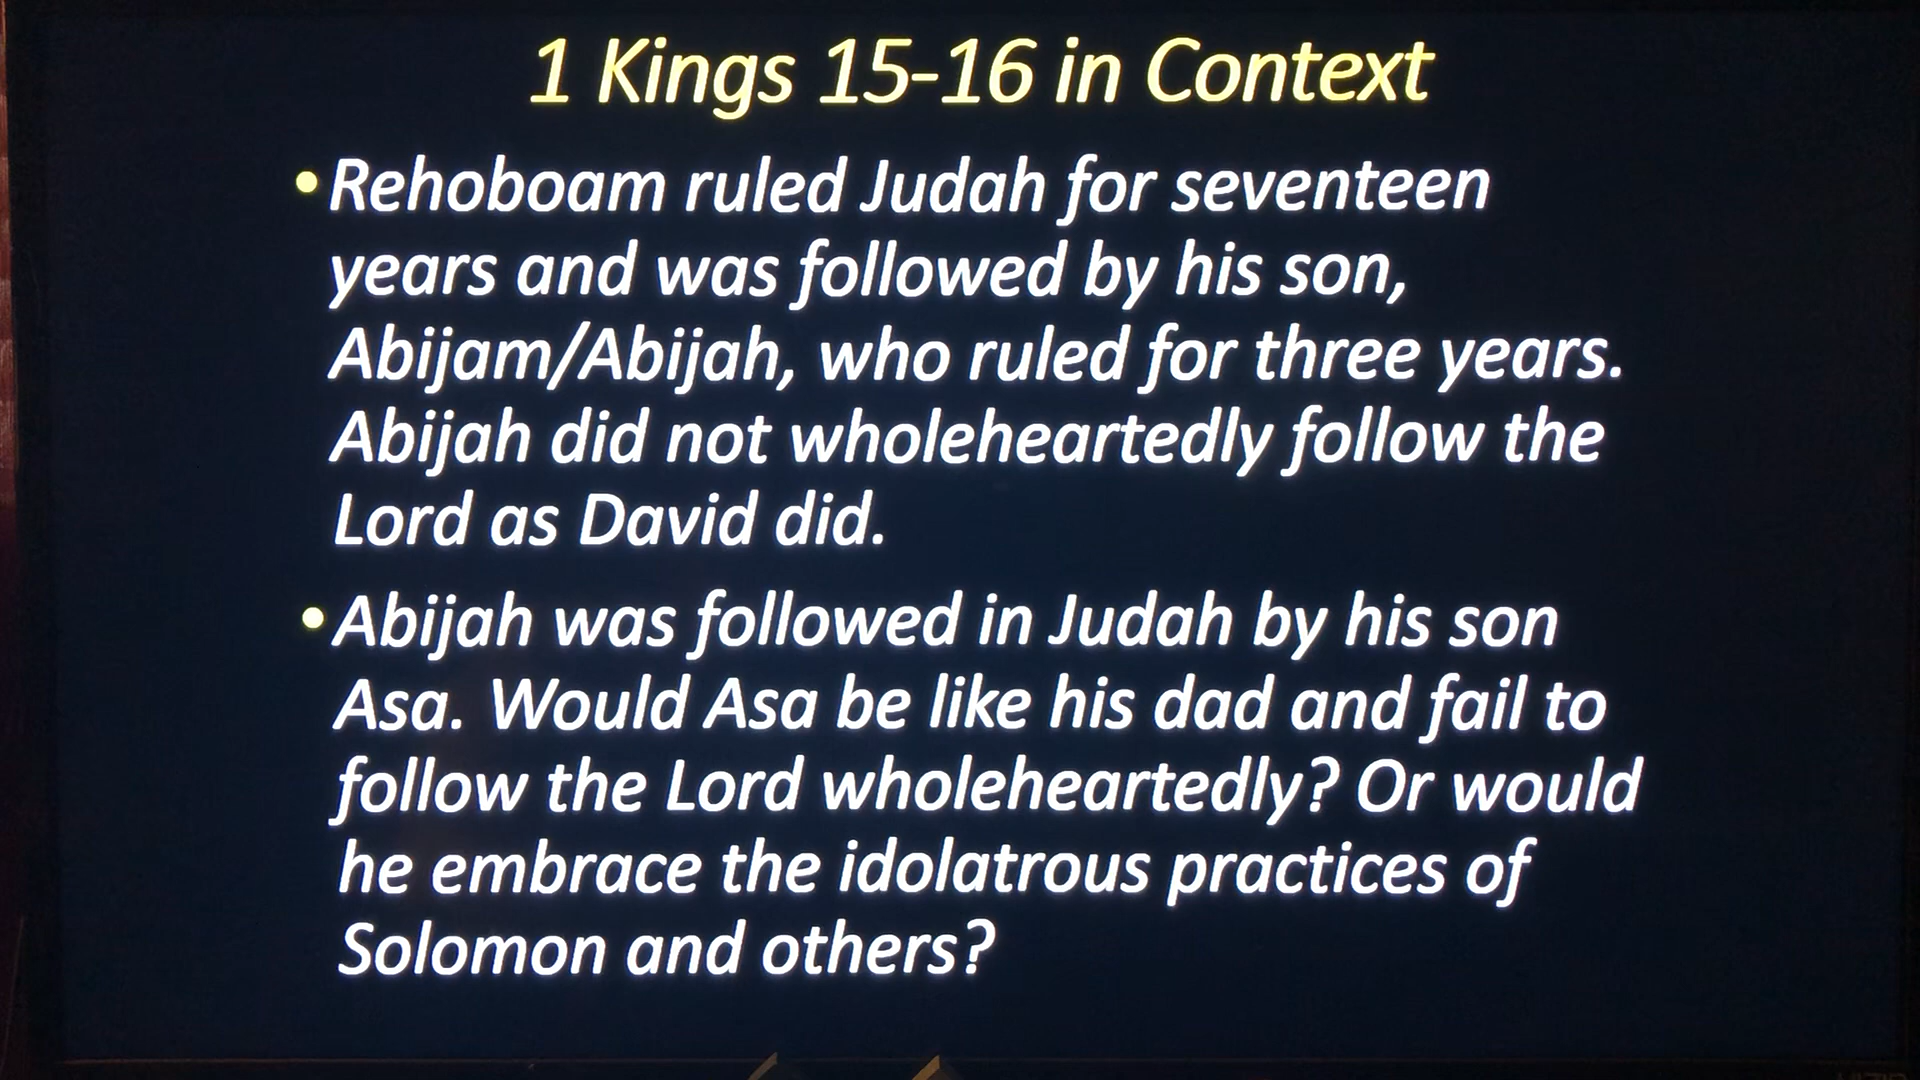 1 Kings 15-16 in Context
• Rehoboam ruled Judah for seventeen
years and was followed by his son,
Abijam/Abijah, who ruled for three years.
Abijah did not wholeheartedly follow the
Lord as David did.
• Abijah was followed in Judah by his son
Asa. Would Asa be like his dad and fail to
follow the Lord wholeheartedly? Or would
he embrace the idolatrous practices of
Solomon and others?